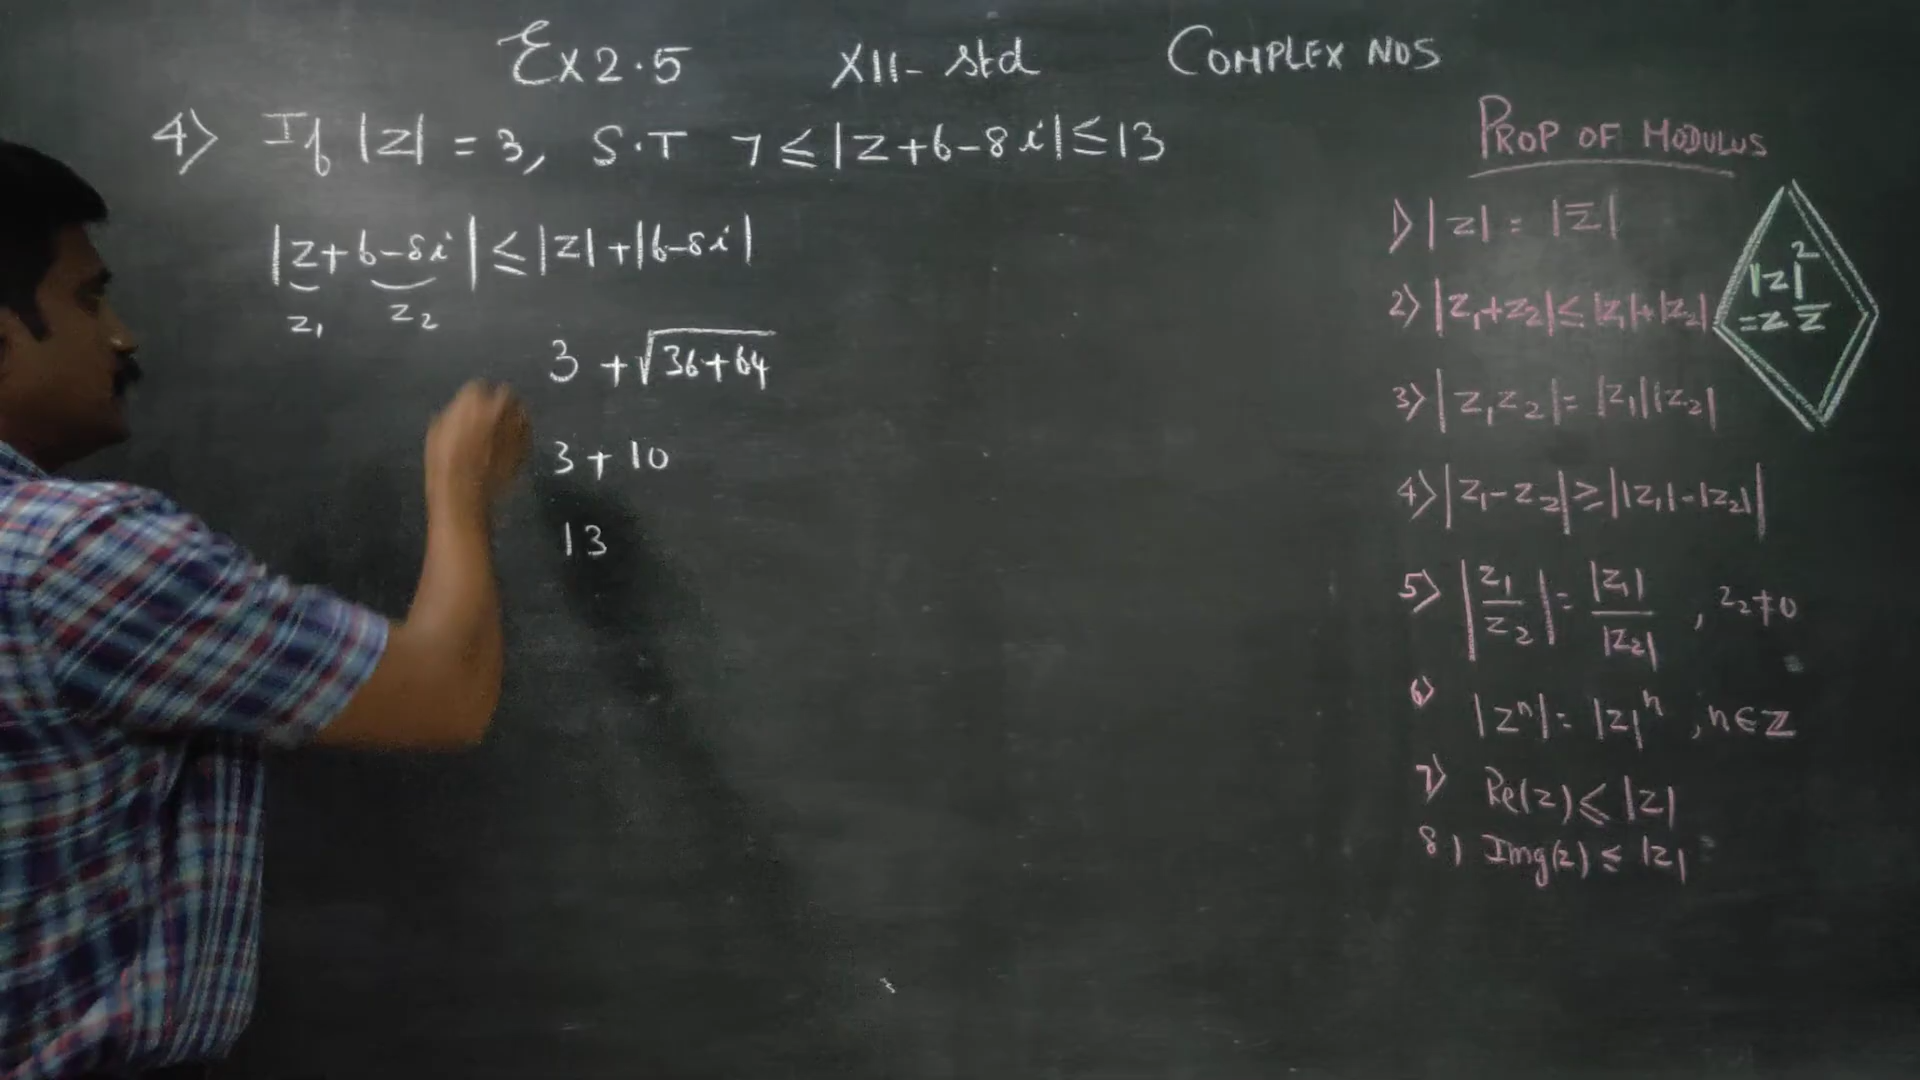 Ex 2.5 XII- Std COMPLEX NOS
4) If |z| = 3, S.T 7 ≤ |z+6-8i| ≤ 13
|z+6-8i| ≤ |z| + |6-8i|
z₁ z₂
3 + √36+64
3 + 10
13
PROP OF MODULUS
1) |z| = |z̅|
2) |z₁+z₂| ≤ |z₁|+|z₂|
3) |z₁z₂| = |z₁||z₂|
4) |z₁-z₂| ≥ ||z₁|-|z₂||
5) |z₁/z₂| = |z₁|/|z₂| , z₂≠0
6) |zⁿ| = |z|ⁿ , n∈Z
7) Re(z) ≤ |z|
8) Img(z) ≤ |z|
|z|²
=z z̅